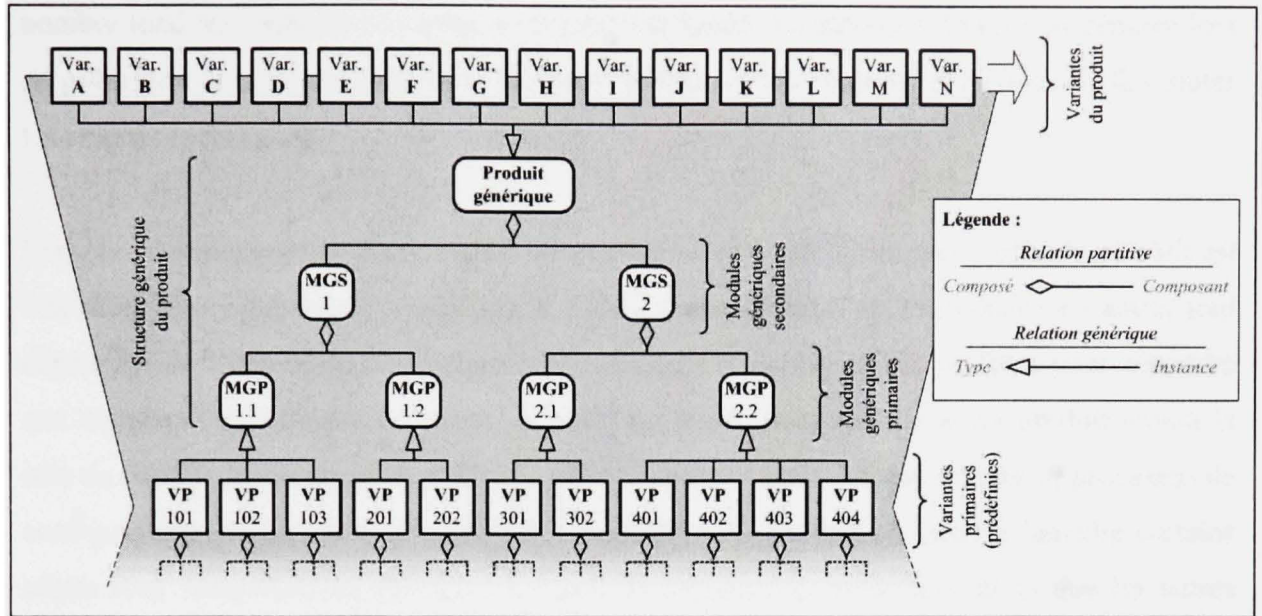 Var. A
Var. B
Var. C
Var. D
Var. E
Var. F
Var. G
Var. H
Var. I
Var. J
Var. K
Var. L
Var. M
Var. N
Variantes
du produit
Produit
générique
Structure générique
du produit
MGS
1
MGS
2
Modules
génériques
secondaires
MGP
1.1
MGP
1.2
MGP
2.1
MGP
2.2
Modules
génériques
primaires
VP
101
VP
102
VP
103
VP
201
VP
202
VP
301
VP
302
VP
401
VP
402
VP
403
VP
404
Variantes
primaires
(prédéfinies)
Légende :
Relation partitive
Composé Composant
Relation générique
Type Instance